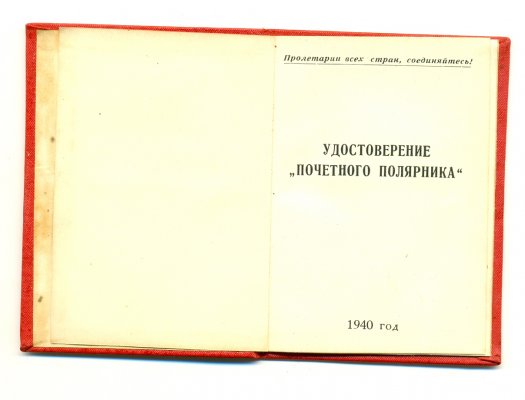 Пролетарии всех стран, соединяйтесь!
УДОСТОВЕРЕНИЕ
„ПОЧЕТНОГО ПОЛЯРНИКА“
1940 год